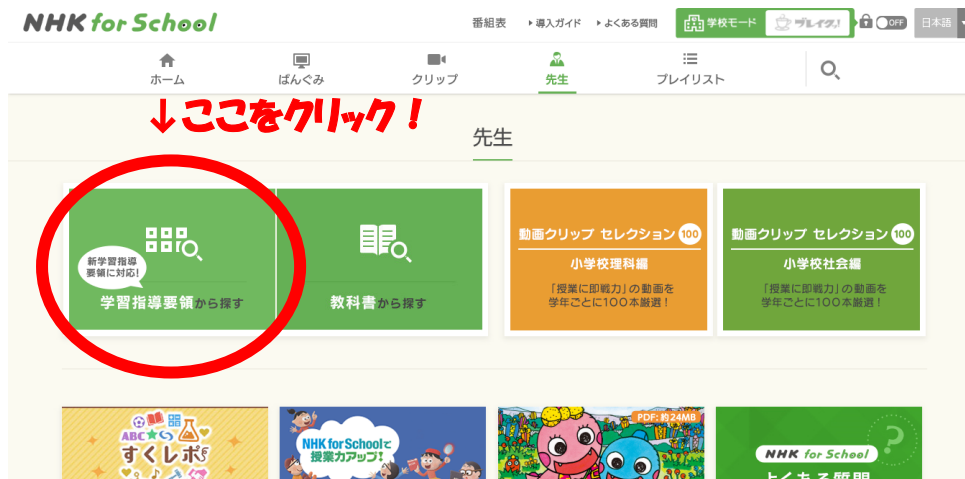 NHK for School
番組表 導入ガイド よくある質問 学校モード ブレイク! OFF 日本語
ホーム ばんぐみ クリップ 先生 プレイリスト
↓ここをクリック!
先生
新学習指導
要領に対応!
学習指導要領から探す
教科書から探す
動画クリップ セレクション 100
小学校理科編
「授業に即戦力」の動画を
学年ごとに100本厳選!
動画クリップ セレクション 100
小学校社会編
「授業に即戦力」の動画を
学年ごとに100本厳選!
ABC
すくレポ
NHK for Schoolで
授業力アップ!
PDF: 約24MB
?
NHK for School
よくある質問